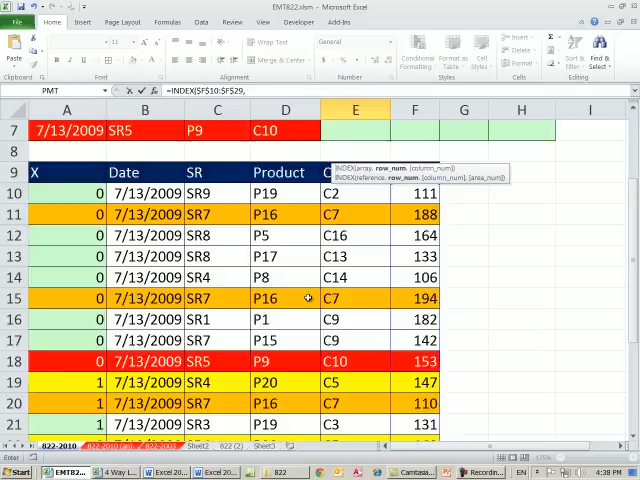 EMT822.xlsm - Microsoft Excel
File Home Insert Page Layout Formulas Data Review View Developer Add-Ins
Paste 11 Wrap Text General Conditional Formatting Format as Table Cell Styles Insert Sort & Filter Find & Select
B I U Merge & Center $ % , Delete Format
Clipboard Font Alignment Number Styles Cells Editing
PMT =INDEX($F$10:$F$29,
A B C D E F G H I
7 7/13/2009 SR5 P9 C10
8
INDEX(array, row_num, [column_num])
9 X Date SR Product C
INDEX(reference, row_num, [column_num], [area_num])
10 0 7/13/2009 SR9 P19 C2 111
11 0 7/13/2009 SR7 P16 C7 188
12 0 7/13/2009 SR8 P5 C16 164
13 0 7/13/2009 SR8 P17 C13 133
14 0 7/13/2009 SR4 P8 C14 106
15 0 7/13/2009 SR7 P16 C7 194
16 0 7/13/2009 SR1 P1 C9 182
17 0 7/13/2009 SR7 P15 C9 142
18 0 7/13/2009 SR5 P9 C10 153
19 1 7/13/2009 SR4 P20 C5 147
20 1 7/13/2009 SR7 P16 C7 110
21 1 7/13/2009 SR3 P19 C3 131
822-2010 822-2010 (an) 822-2003 Sheet2 822 (2) Sheet3
Enter 175%
Start EMT82... 4 Way L... Excel 20... Excel 20... 822 Camtasia... Recordin... EN 4:38 PM